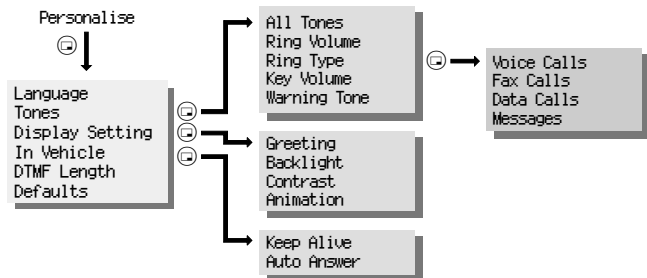 Personalise
Language
Tones
Display Setting
In Vehicle
DTMF Length
Defaults
All Tones
Ring Volume
Ring Type
Key Volume
Warning Tone
Voice Calls
Fax Calls
Data Calls
Messages
Greeting
Backlight
Contrast
Animation
Keep Alive
Auto Answer